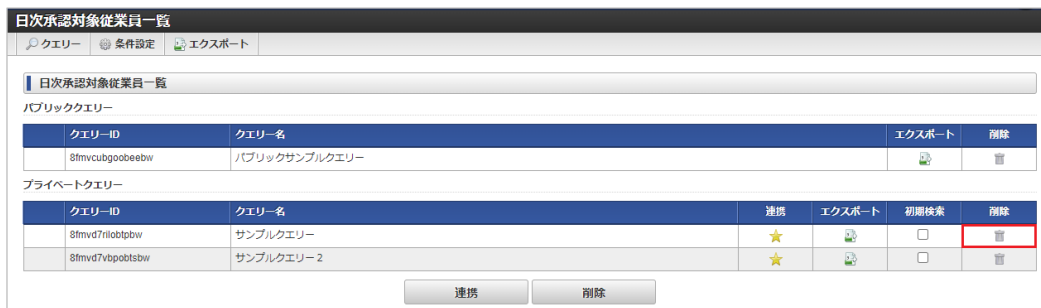 日次承認対象従業員一覧
クエリー 条件設定 エクスポート
日次承認対象従業員一覧
パブリッククエリー
クエリーID クエリー名 エクスポート 削除
8fmvcubgoobeebw パブリックサンプルクエリー
プライベートクエリー
クエリーID クエリー名 連携 エクスポート 初期検索 削除
8fmvd7rilobtpbw サンプルクエリー
8fmvd7vbpobtsbw サンプルクエリー2
連携 削除